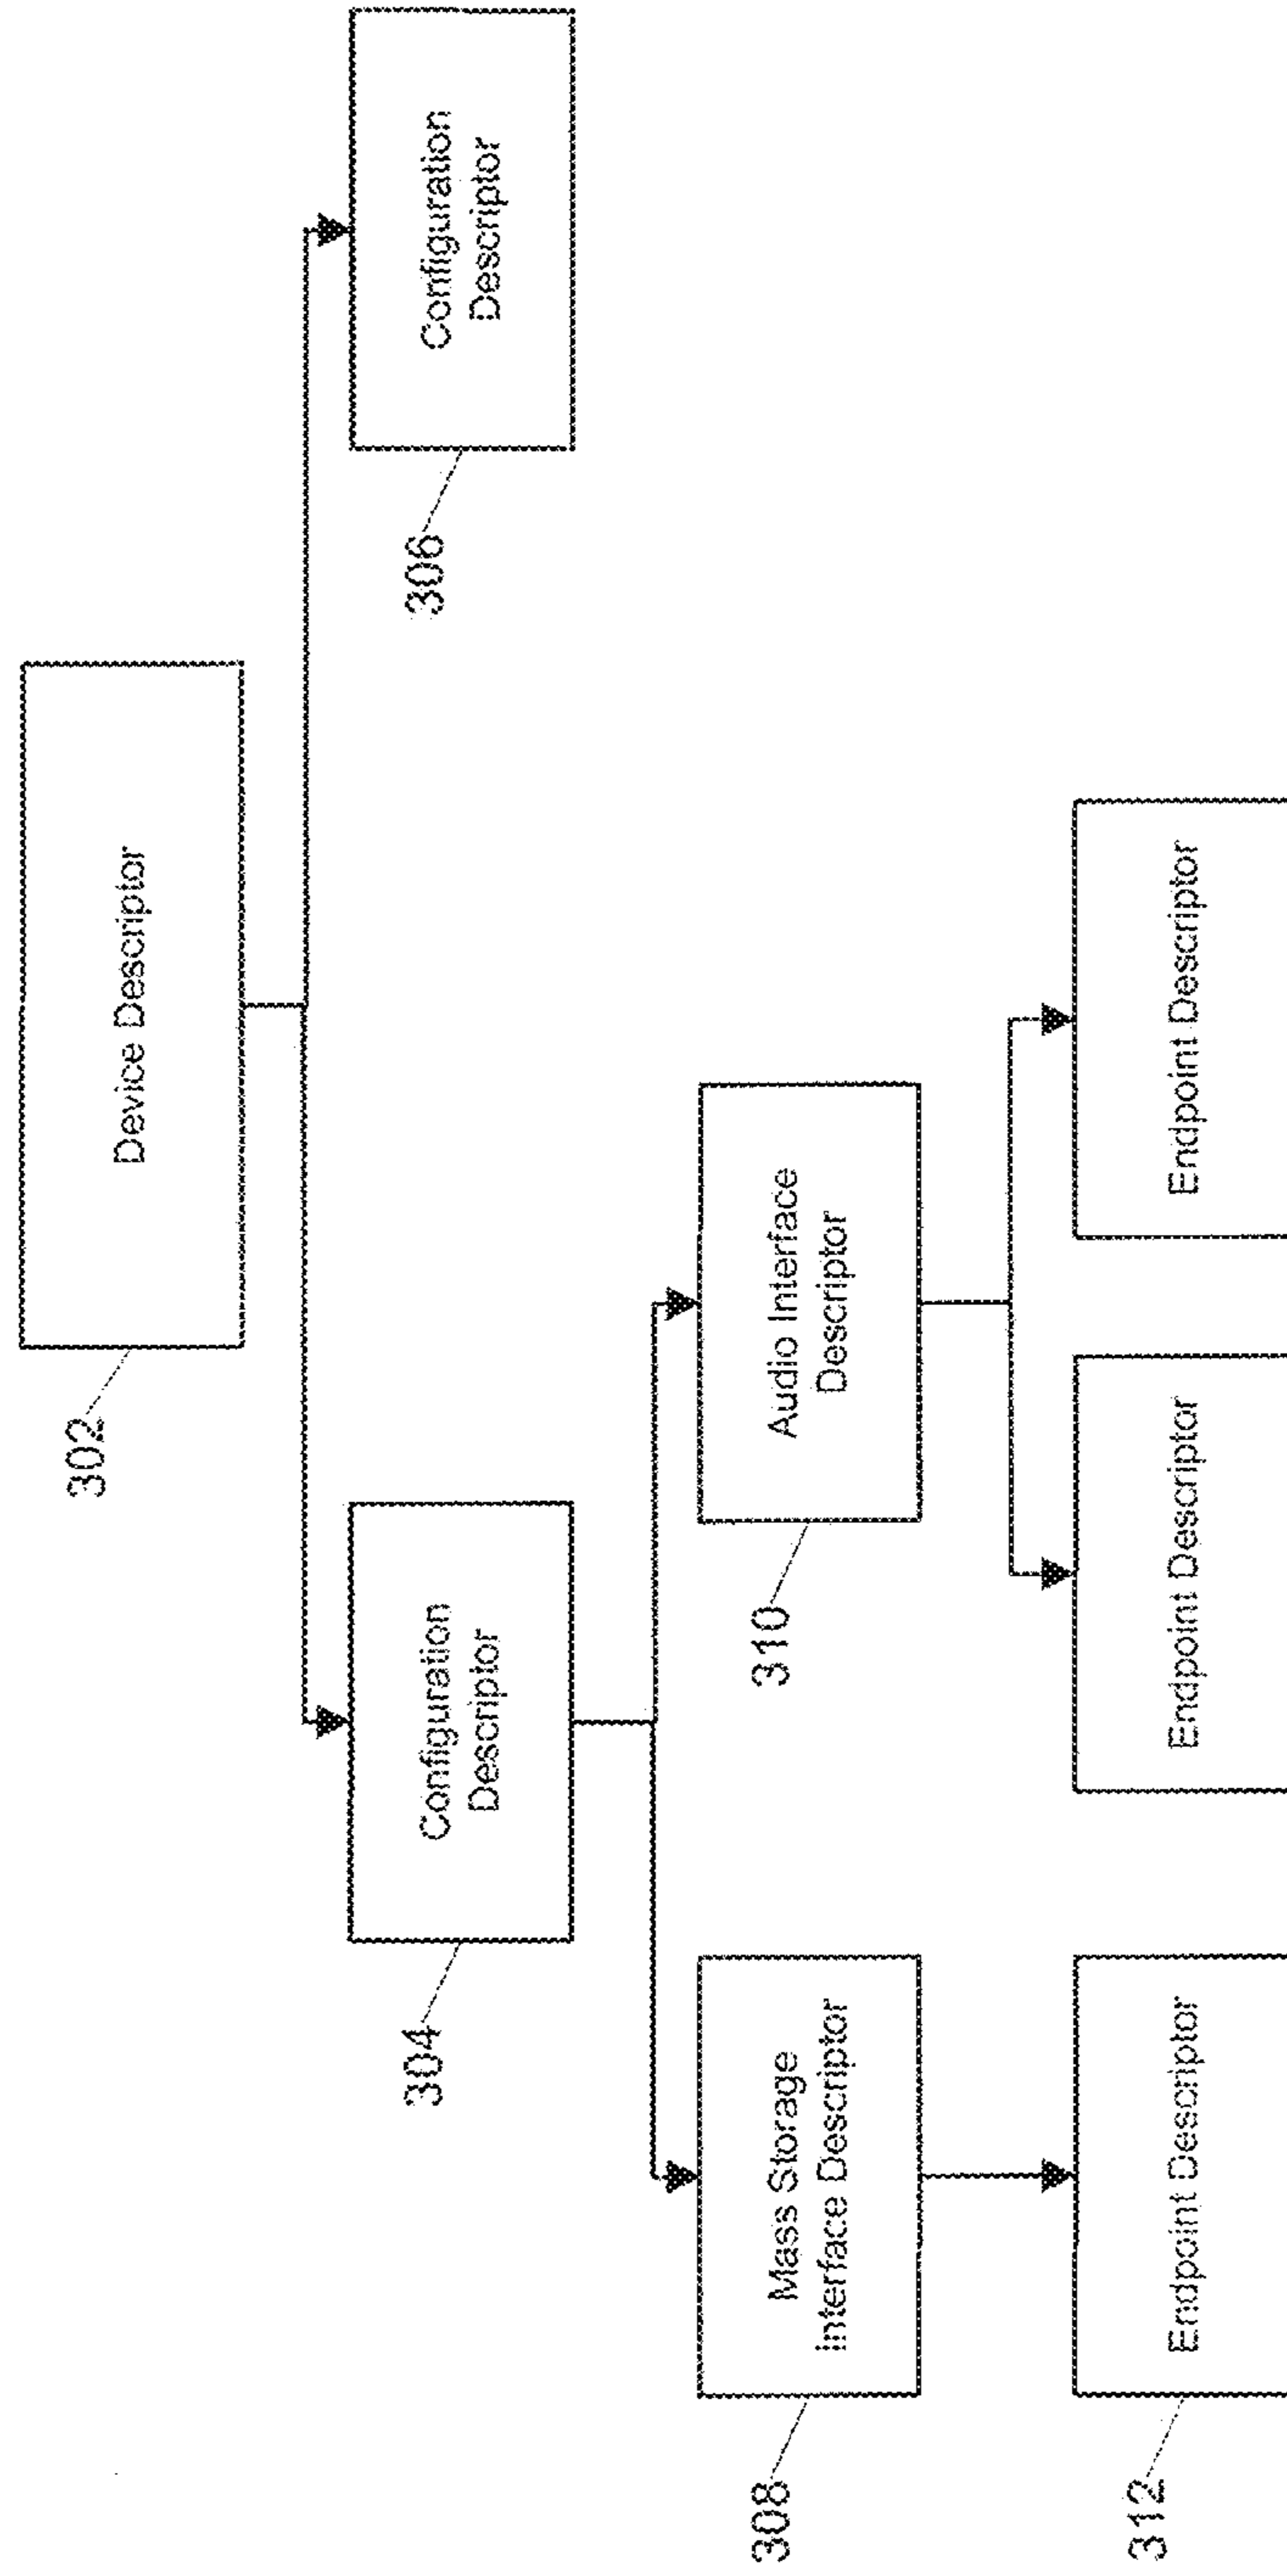 Device Descriptor
302
Configuration
Descriptor
304
Configuration
Descriptor
306
Mass Storage
Interface Descriptor
308
Audio Interface
Descriptor
310
Endpoint Descriptor
312
Endpoint Descriptor
Endpoint Descriptor